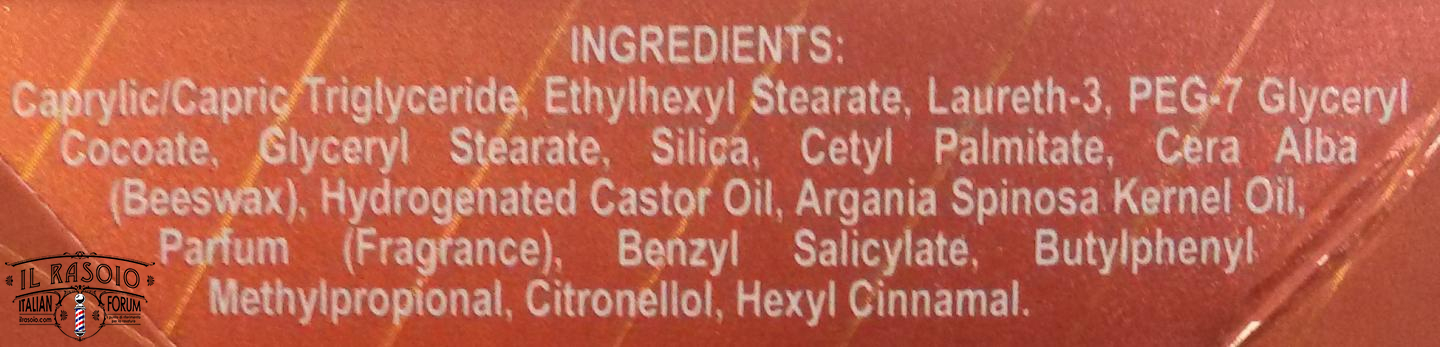 INGREDIENTS:
Caprylic/Capric Triglyceride, Ethylhexyl Stearate, Laureth-3, PEG-7 Glyceryl
Cocoate, Glyceryl Stearate, Silica, Cetyl Palmitate, Cera Alba
(Beeswax), Hydrogenated Castor Oil, Argania Spinosa Kernel Oil,
Parfum (Fragrance), Benzyl Salicylate, Butylphenyl
Methylpropional, Citronellol, Hexyl Cinnamal.
IL RASOIO
ITALIAN FORUM
ilrasoio.com